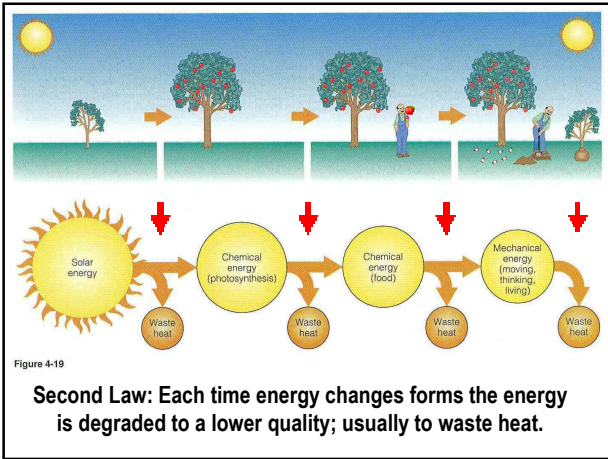 Solar
energy
Chemical
energy
(photosynthesis)
Chemical
energy
(food)
Mechanical
energy
(moving,
thinking,
living)
Waste
heat
Waste
heat
Waste
heat
Waste
heat
Figure 4-19
Second Law: Each time energy changes forms the energy
is degraded to a lower quality; usually to waste heat.